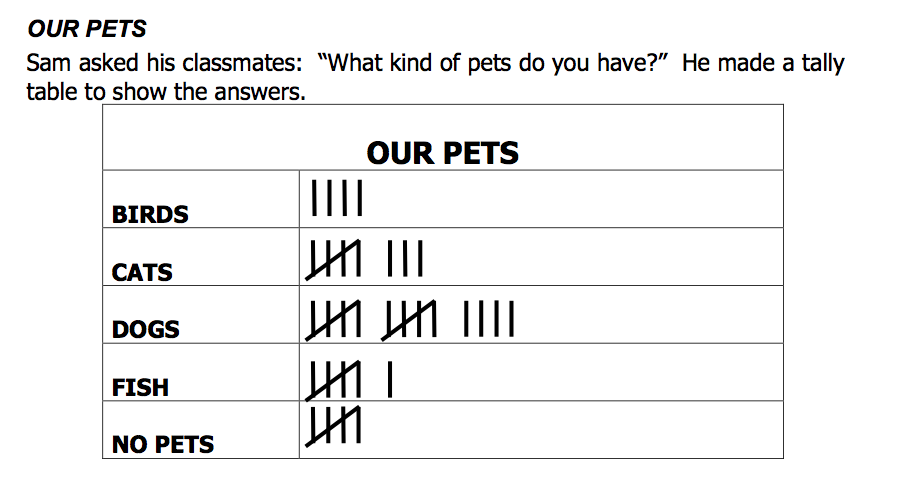 OUR PETS
Sam asked his classmates: “What kind of pets do you have?” He made a tally
table to show the answers.
OUR PETS
BIRDS
CATS
DOGS
FISH
NO PETS